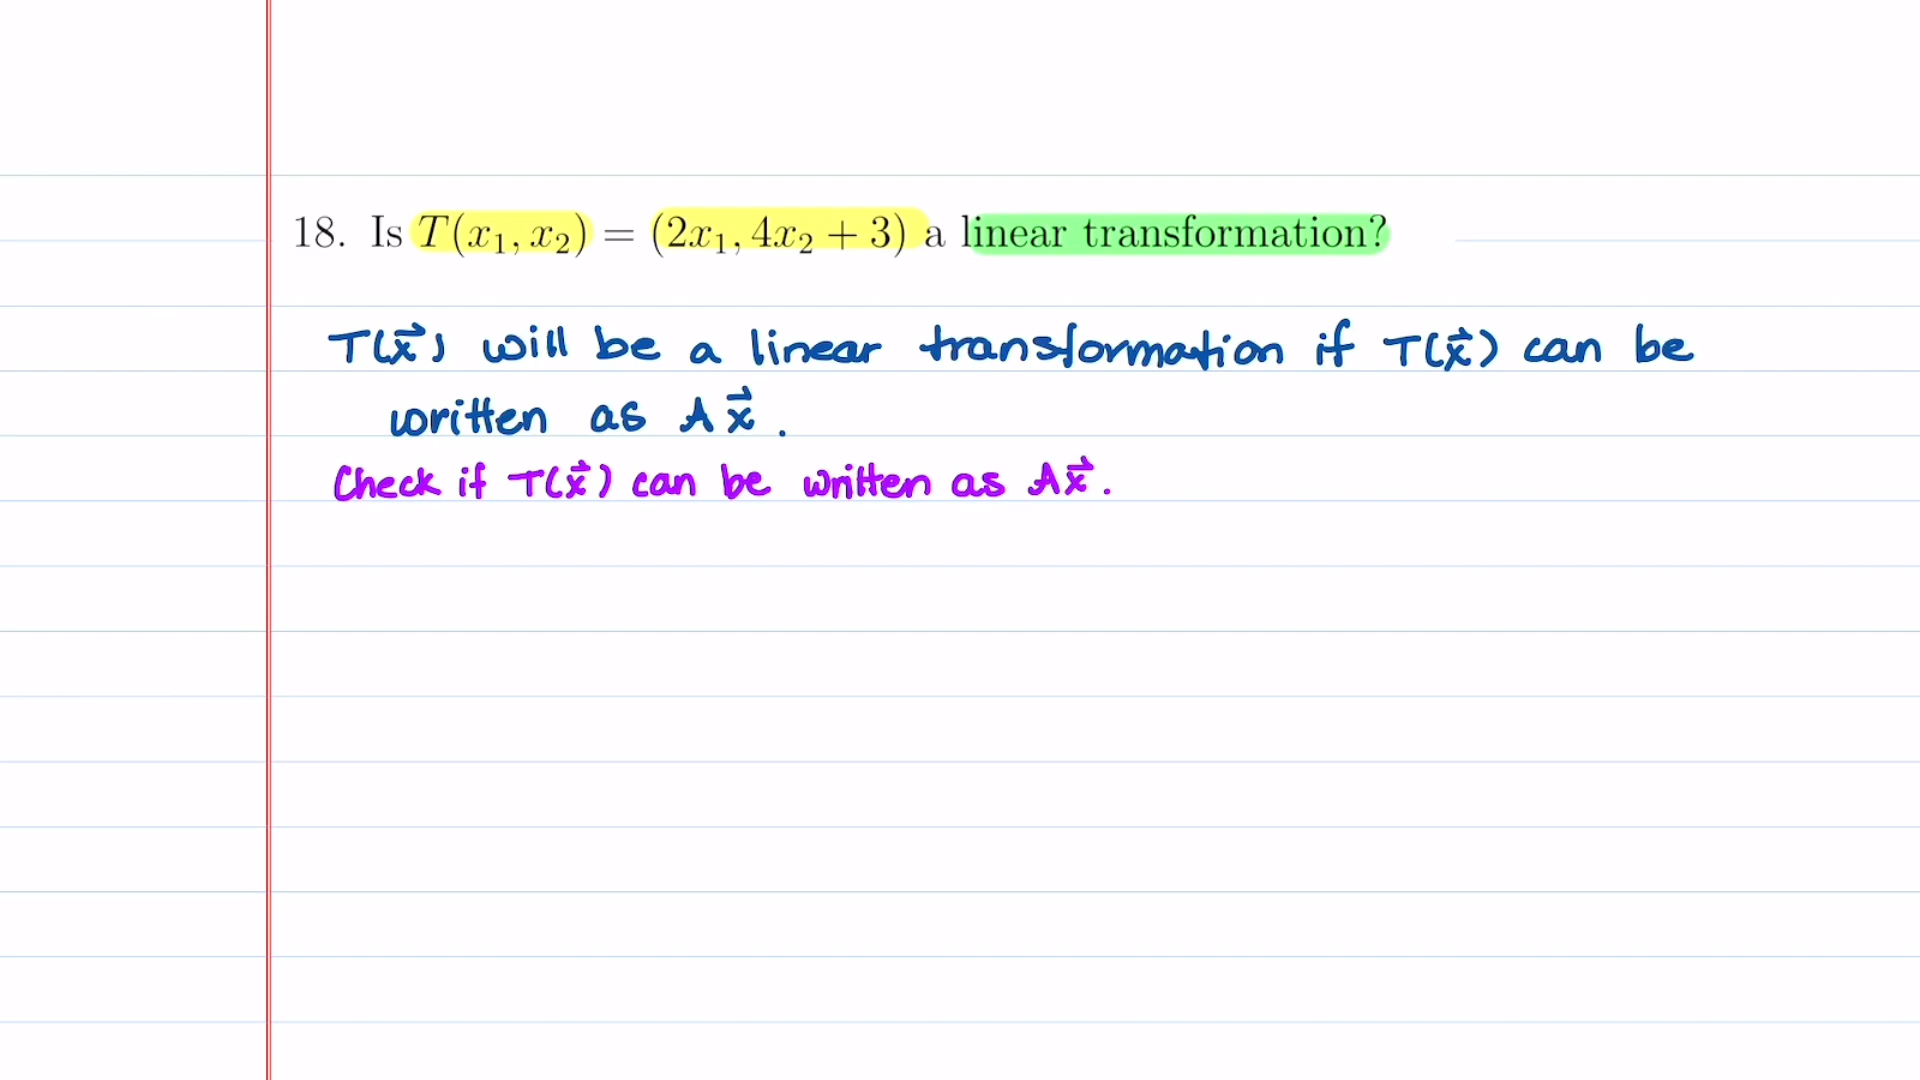 18. Is T(x₁, x₂) = (2x₁, 4x₂ + 3) a linear transformation?
T(x⃗) will be a linear transformation if T(x⃗) can be
written as Ax⃗.
Check if T(x⃗) can be written as Ax⃗.